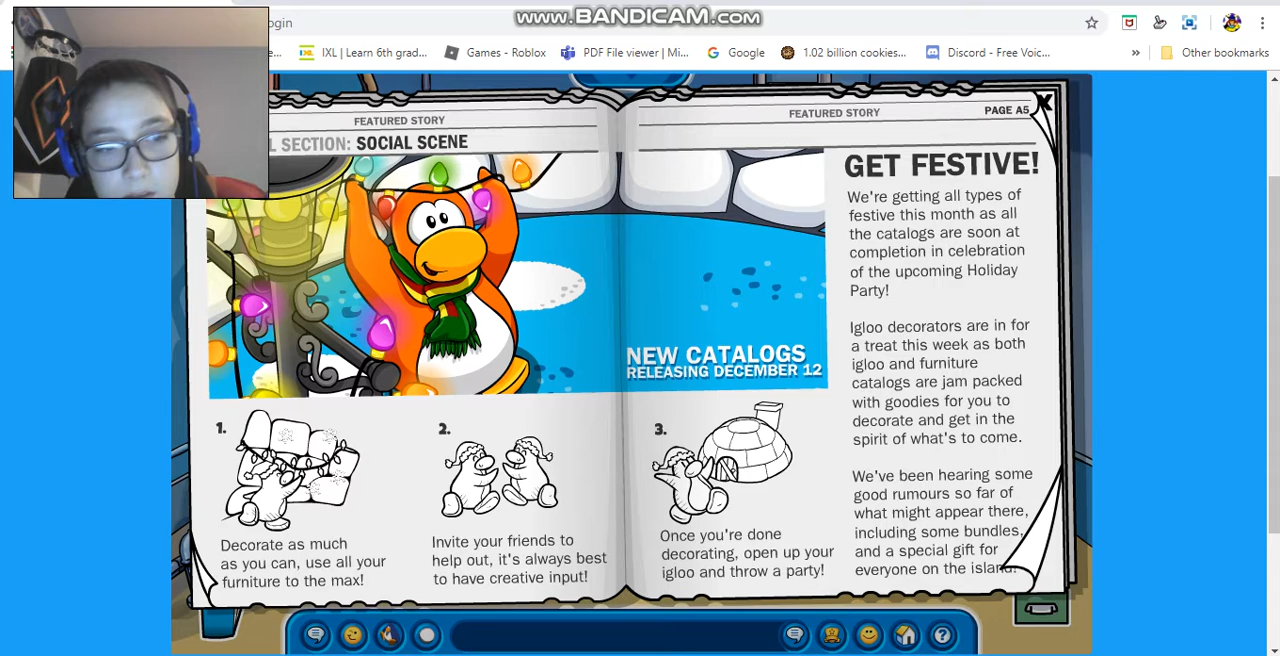 www.BANDICAM.com
ogin
e...
IXL | Learn 6th grad...
Games - Roblox
PDF File viewer | Mi...
Google
1.02 billion cookies...
Discord - Free Voic...
»
Other bookmarks
FEATURED STORY
L SECTION: SOCIAL SCENE
FEATURED STORY
PAGE A5
NEW CATALOGS
RELEASING DECEMBER 12
GET FESTIVE!
We're getting all types of
festive this month as all
the catalogs are soon at
completion in celebration
of the upcoming Holiday
Party!
Igloo decorators are in for
a treat this week as both
igloo and furniture
catalogs are jam packed
with goodies for you to
decorate and get in the
spirit of what's to come.
We've been hearing some
good rumours so far of
what might appear there,
including some bundles,
and a special gift for
everyone on the island!
1.
Decorate as much
as you can, use all your
furniture to the max!
2.
Invite your friends to
help out, it's always best
to have creative input!
3.
Once you're done
decorating, open up your
igloo and throw a party!
?